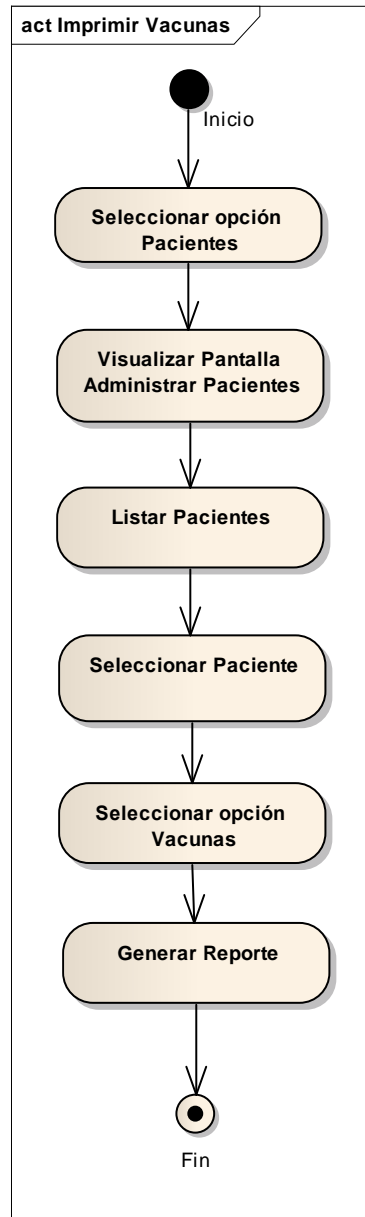 act Imprimir Vacunas
Inicio
Seleccionar opción
Pacientes
Visualizar Pantalla
Administrar Pacientes
Listar Pacientes
Seleccionar Paciente
Seleccionar opción
Vacunas
Generar Reporte
Fin